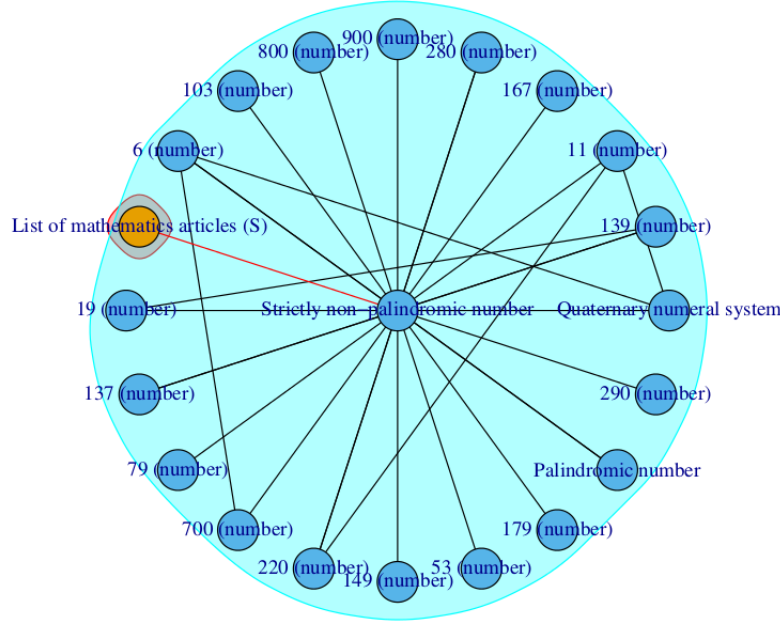 900 (number)
800 (number)
280 (number)
103 (number)
167 (number)
6 (number)
11 (number)
List of mathematics articles (S)
139 (number)
19 (number)
Strictly non-palindromic number
Quaternary numeral system
137 (number)
290 (number)
79 (number)
Palindromic number
700 (number)
179 (number)
220 (number)
149 (number)
53 (number)